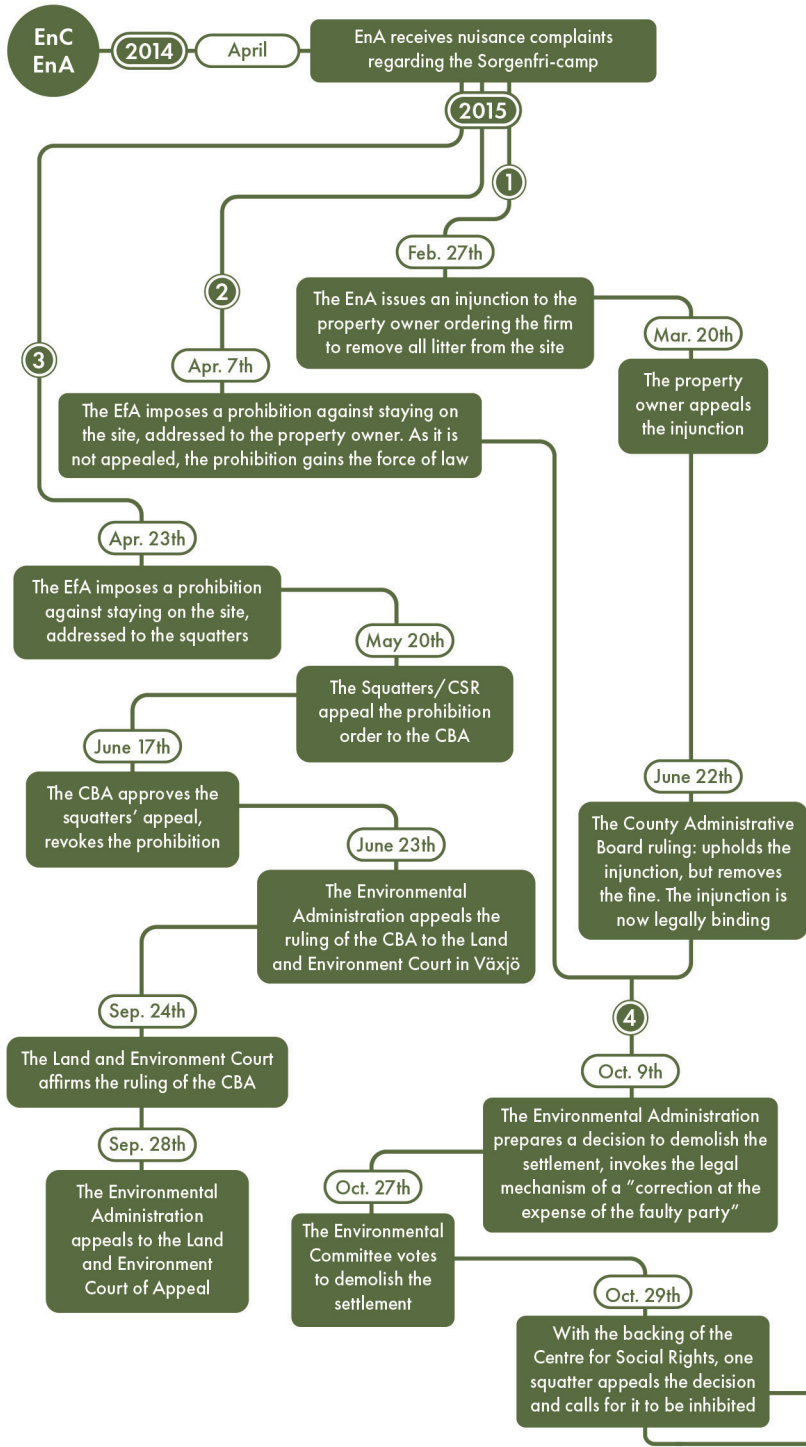 EnC
EnA
2014
April
EnA receives nuisance complaints
regarding the Sorgenfri-camp
2015
1
Feb. 27th
The EnA issues an injunction to the
property owner ordering the firm
to remove all litter from the site
Mar. 20th
The property
owner appeals
the injunction
2
Apr. 7th
The EfA imposes a prohibition against staying on
the site, addressed to the property owner. As it is
not appealed, the prohibition gains the force of law
3
Apr. 23th
The EfA imposes a prohibition
against staying on the site,
addressed to the squatters
May 20th
The Squatters/CSR
appeal the prohibition
order to the CBA
June 17th
The CBA approves the
squatters’ appeal,
revokes the prohibition
June 22th
The County Administrative
Board ruling: upholds the
injunction, but removes
the fine. The injunction is
now legally binding
June 23th
The Environmental
Administration appeals the
ruling of the CBA to the Land
and Environment Court in Växjö
Sep. 24th
The Land and Environment Court
affirms the ruling of the CBA
Sep. 28th
The Environmental
Administration
appeals to the Land
and Environment
Court of Appeal
4
Oct. 9th
The Environmental Administration
prepares a decision to demolish the
settlement, invokes the legal
mechanism of a ”correction at the
expense of the faulty party”
Oct. 27th
The Environmental
Committee votes
to demolish the
settlement
Oct. 29th
With the backing of the
Centre for Social Rights, one
squatter appeals the decision
and calls for it to be inhibited